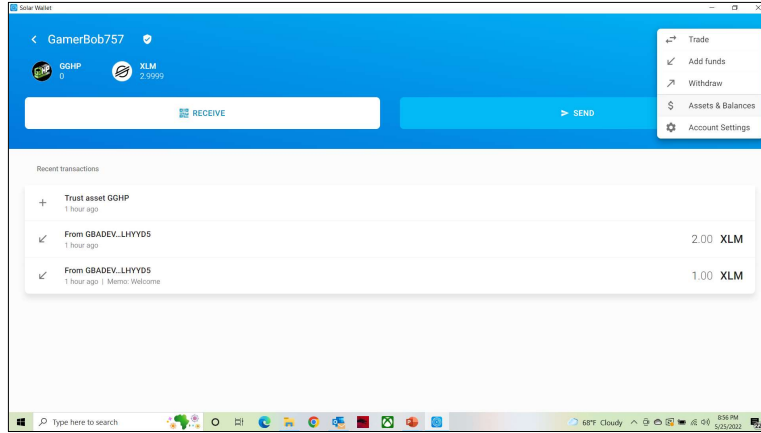 Solar Wallet
GamerBob757
GGHP
0
XLM
2.9999
Trade
Add funds
Withdraw
Assets & Balances
Account Settings
RECEIVE
SEND
Recent transactions
Trust asset GGHP
1 hour ago
From GBADEV...LHYYD5
1 hour ago
2.00 XLM
From GBADEV...LHYYD5
1 hour ago | Memo: Welcome
1.00 XLM
Type here to search
68°F Cloudy
8:56 PM
5/25/2022